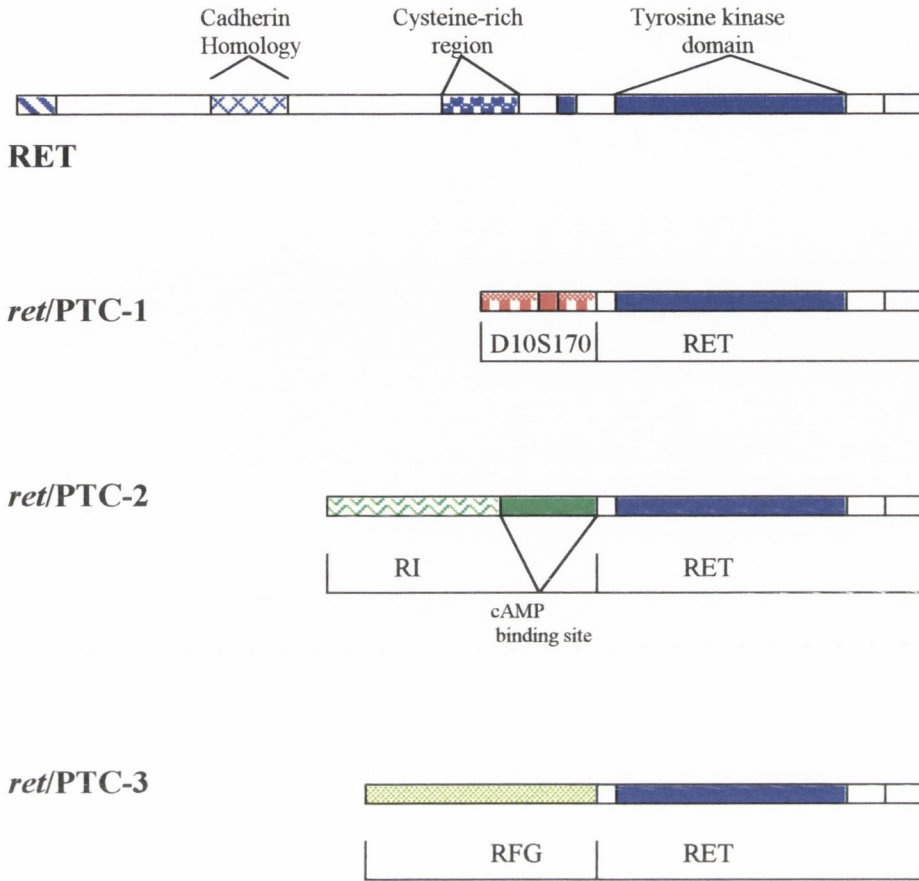 Cadherin
Homology
Cysteine-rich
region
Tyrosine kinase
domain
RET
ret/PTC-1
D10S170
RET
ret/PTC-2
RI
RET
cAMP
binding site
ret/PTC-3
RFG
RET